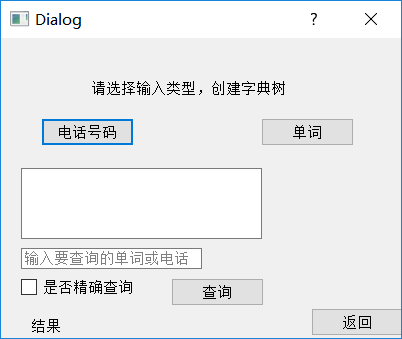 Dialog
请选择输入类型，创建字典树
电话号码 单词
输入要查询的单词或电话
是否精确查询 查询
结果
返回